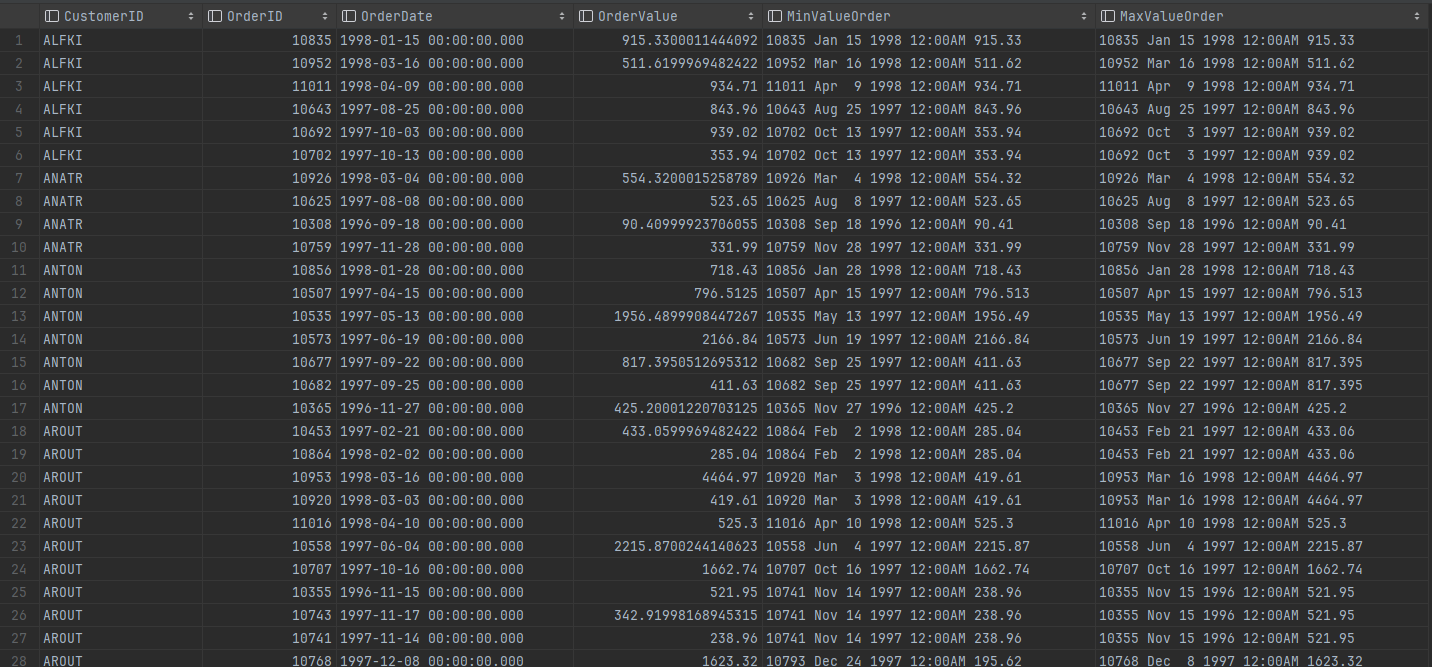 CustomerID OrderID OrderDate OrderValue MinValueOrder MaxValueOrder
1 ALFKI 10835 1998-01-15 00:00:00.000 915.3300011444092 10835 Jan 15 1998 12:00AM 915.33 10835 Jan 15 1998 12:00AM 915.33
2 ALFKI 10952 1998-03-16 00:00:00.000 511.6199969482422 10952 Mar 16 1998 12:00AM 511.62 10952 Mar 16 1998 12:00AM 511.62
3 ALFKI 11011 1998-04-09 00:00:00.000 934.71 11011 Apr  9 1998 12:00AM 934.71 11011 Apr  9 1998 12:00AM 934.71
4 ALFKI 10643 1997-08-25 00:00:00.000 843.96 10643 Aug 25 1997 12:00AM 843.96 10643 Aug 25 1997 12:00AM 843.96
5 ALFKI 10692 1997-10-03 00:00:00.000 939.02 10702 Oct 13 1997 12:00AM 353.94 10692 Oct  3 1997 12:00AM 939.02
6 ALFKI 10702 1997-10-13 00:00:00.000 353.94 10702 Oct 13 1997 12:00AM 353.94 10692 Oct  3 1997 12:00AM 939.02
7 ANATR 10926 1998-03-04 00:00:00.000 554.3200015258789 10926 Mar  4 1998 12:00AM 554.32 10926 Mar  4 1998 12:00AM 554.32
8 ANATR 10625 1997-08-08 00:00:00.000 523.65 10625 Aug  8 1997 12:00AM 523.65 10625 Aug  8 1997 12:00AM 523.65
9 ANATR 10308 1996-09-18 00:00:00.000 90.40999923706055 10308 Sep 18 1996 12:00AM 90.41 10308 Sep 18 1996 12:00AM 90.41
10 ANATR 10759 1997-11-28 00:00:00.000 331.99 10759 Nov 28 1997 12:00AM 331.99 10759 Nov 28 1997 12:00AM 331.99
11 ANTON 10856 1998-01-28 00:00:00.000 718.43 10856 Jan 28 1998 12:00AM 718.43 10856 Jan 28 1998 12:00AM 718.43
12 ANTON 10507 1997-04-15 00:00:00.000 796.5125 10507 Apr 15 1997 12:00AM 796.513 10507 Apr 15 1997 12:00AM 796.513
13 ANTON 10535 1997-05-13 00:00:00.000 1956.4899908447267 10535 May 13 1997 12:00AM 1956.49 10535 May 13 1997 12:00AM 1956.49
14 ANTON 10573 1997-06-19 00:00:00.000 2166.84 10573 Jun 19 1997 12:00AM 2166.84 10573 Jun 19 1997 12:00AM 2166.84
15 ANTON 10677 1997-09-22 00:00:00.000 817.3950512695312 10682 Sep 25 1997 12:00AM 411.63 10677 Sep 22 1997 12:00AM 817.395
16 ANTON 10682 1997-09-25 00:00:00.000 411.63 10682 Sep 25 1997 12:00AM 411.63 10677 Sep 22 1997 12:00AM 817.395
17 ANTON 10365 1996-11-27 00:00:00.000 425.20001220703125 10365 Nov 27 1996 12:00AM 425.2 10365 Nov 27 1996 12:00AM 425.2
18 AROUT 10453 1997-02-21 00:00:00.000 433.0599969482422 10864 Feb  2 1998 12:00AM 285.04 10453 Feb 21 1997 12:00AM 433.06
19 AROUT 10864 1998-02-02 00:00:00.000 285.04 10864 Feb  2 1998 12:00AM 285.04 10453 Feb 21 1997 12:00AM 433.06
20 AROUT 10953 1998-03-16 00:00:00.000 4464.97 10920 Mar  3 1998 12:00AM 419.61 10953 Mar 16 1998 12:00AM 4464.97
21 AROUT 10920 1998-03-03 00:00:00.000 419.61 10920 Mar  3 1998 12:00AM 419.61 10953 Mar 16 1998 12:00AM 4464.97
22 AROUT 11016 1998-04-10 00:00:00.000 525.3 11016 Apr 10 1998 12:00AM 525.3 11016 Apr 10 1998 12:00AM 525.3
23 AROUT 10558 1997-06-04 00:00:00.000 2215.8700244140623 10558 Jun  4 1997 12:00AM 2215.87 10558 Jun  4 1997 12:00AM 2215.87
24 AROUT 10707 1997-10-16 00:00:00.000 1662.74 10707 Oct 16 1997 12:00AM 1662.74 10707 Oct 16 1997 12:00AM 1662.74
25 AROUT 10355 1996-11-15 00:00:00.000 521.95 10741 Nov 14 1997 12:00AM 238.96 10355 Nov 15 1996 12:00AM 521.95
26 AROUT 10743 1997-11-17 00:00:00.000 342.91998168945315 10741 Nov 14 1997 12:00AM 238.96 10355 Nov 15 1996 12:00AM 521.95
27 AROUT 10741 1997-11-14 00:00:00.000 238.96 10741 Nov 14 1997 12:00AM 238.96 10355 Nov 15 1996 12:00AM 521.95
28 AROUT 10768 1997-12-08 00:00:00.000 1623.32 10793 Dec 24 1997 12:00AM 195.62 10768 Dec  8 1997 12:00AM 1623.32